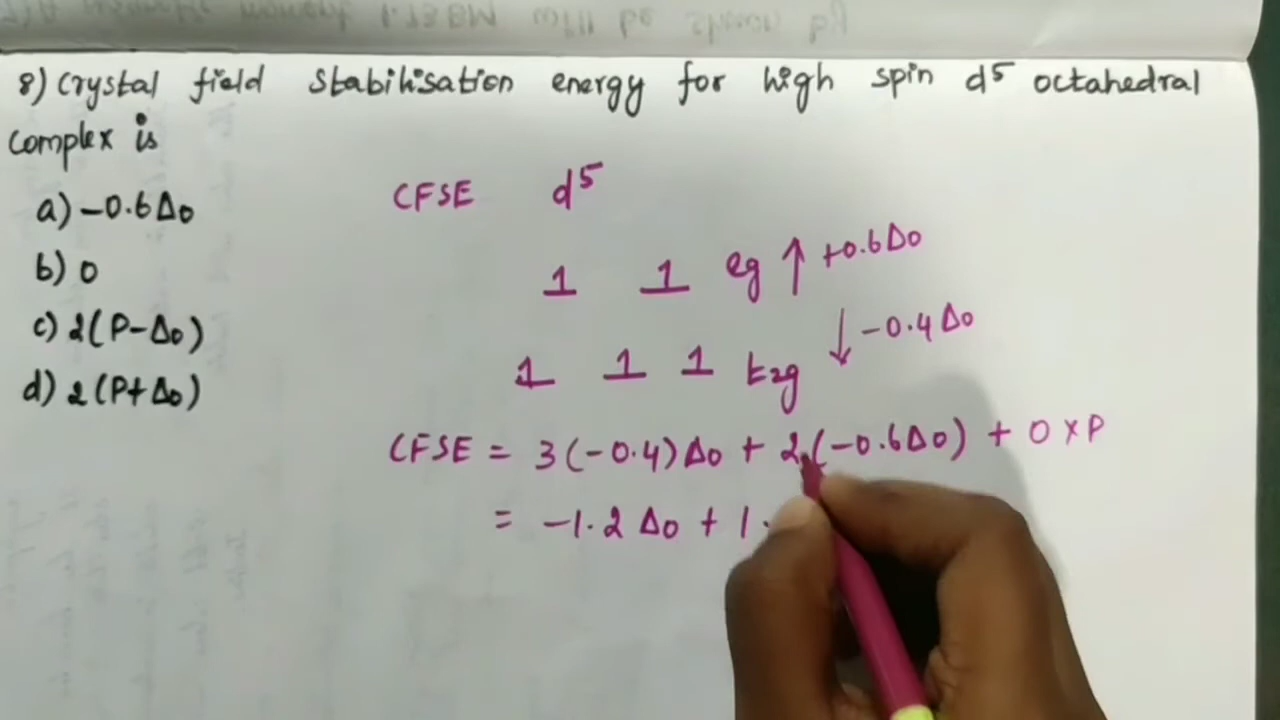 8) Crystal field stabilisation energy for high spin d⁵ octahedral
complex is
a) -0.6Δo
b) 0
c) 2(P-Δo)
d) 2(P+Δo)
CFSE d⁵
1 1 eg ↑ +0.6Δo
↓ -0.4Δo
1 1 1 t2g
CFSE = 3(-0.4)Δo + 2(-0.6Δo) + 0×P
= -1.2Δo + 1.